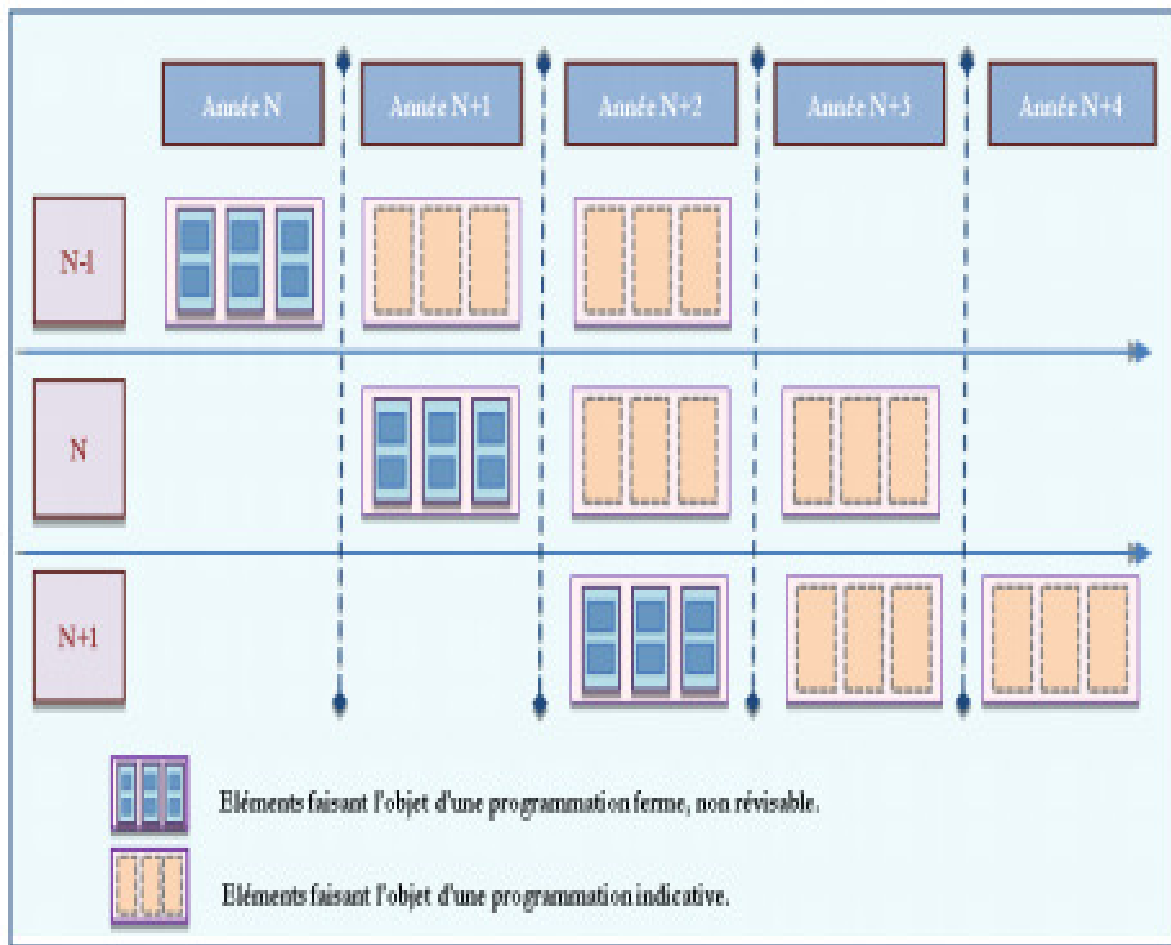 Année N
Année N+1
Année N+2
Année N+3
Année N+4
N-1
N
N+1
Eléments faisant l'objet d'une programmation ferme, non révisable.
Eléments faisant l'objet d'une programmation indicative.